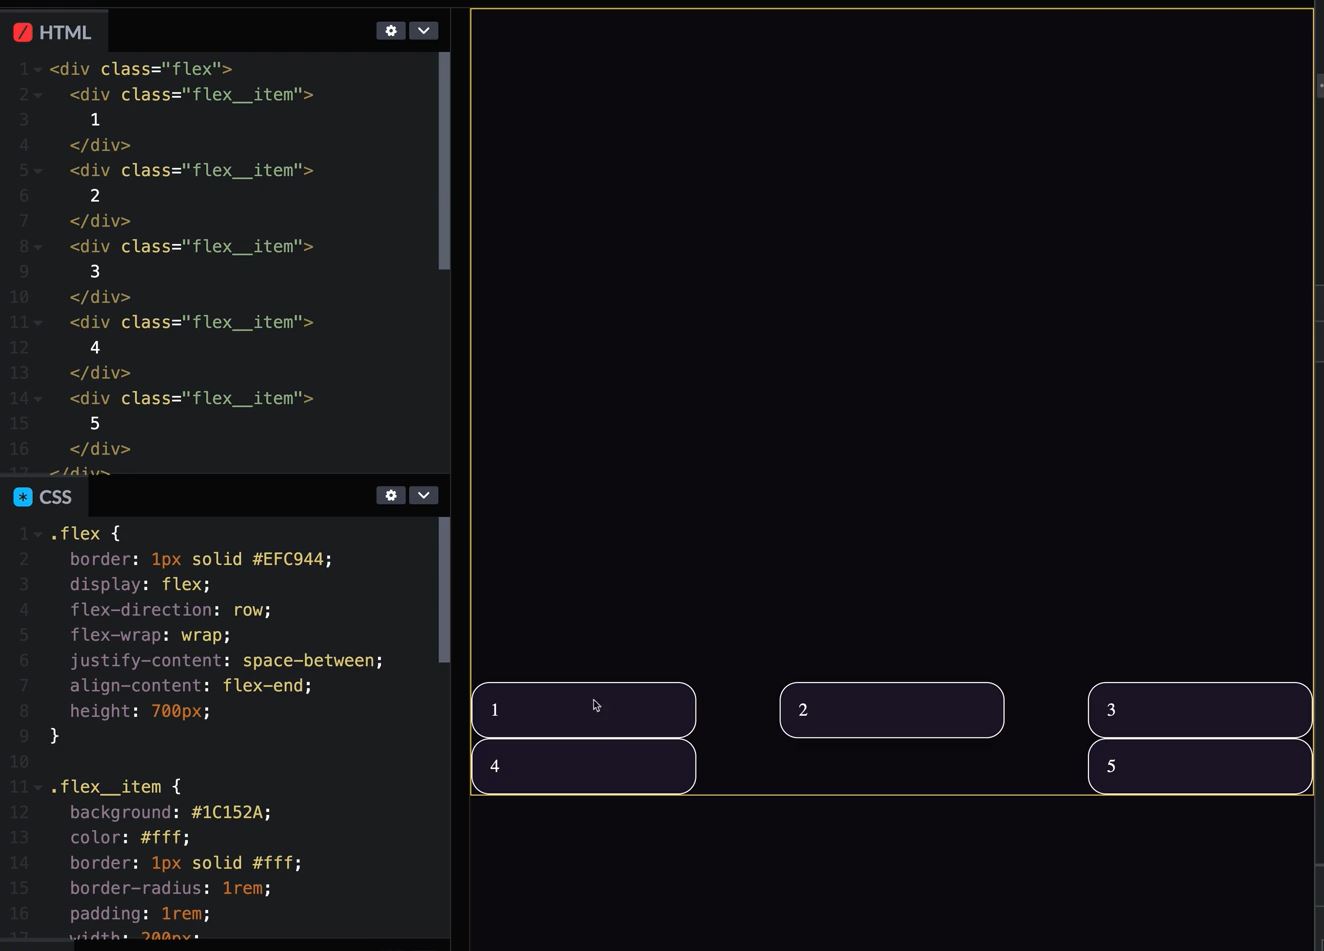 HTML
1 <div class="flex">
2 <div class="flex__item">
3 1
4 </div>
5 <div class="flex__item">
6 2
7 </div>
8 <div class="flex__item">
9 3
10 </div>
11 <div class="flex__item">
12 4
13 </div>
14 <div class="flex__item">
15 5
16 </div>
17 </div>
* CSS
1 .flex {
2 border: 1px solid #EFC944;
3 display: flex;
4 flex-direction: row;
5 flex-wrap: wrap;
6 justify-content: space-between;
7 align-content: flex-end;
8 height: 700px;
9 }
10
11 .flex__item {
12 background: #1C152A;
13 color: #fff;
14 border: 1px solid #fff;
15 border-radius: 1rem;
16 padding: 1rem;
17 width: 200px;
1 2 3
4 5